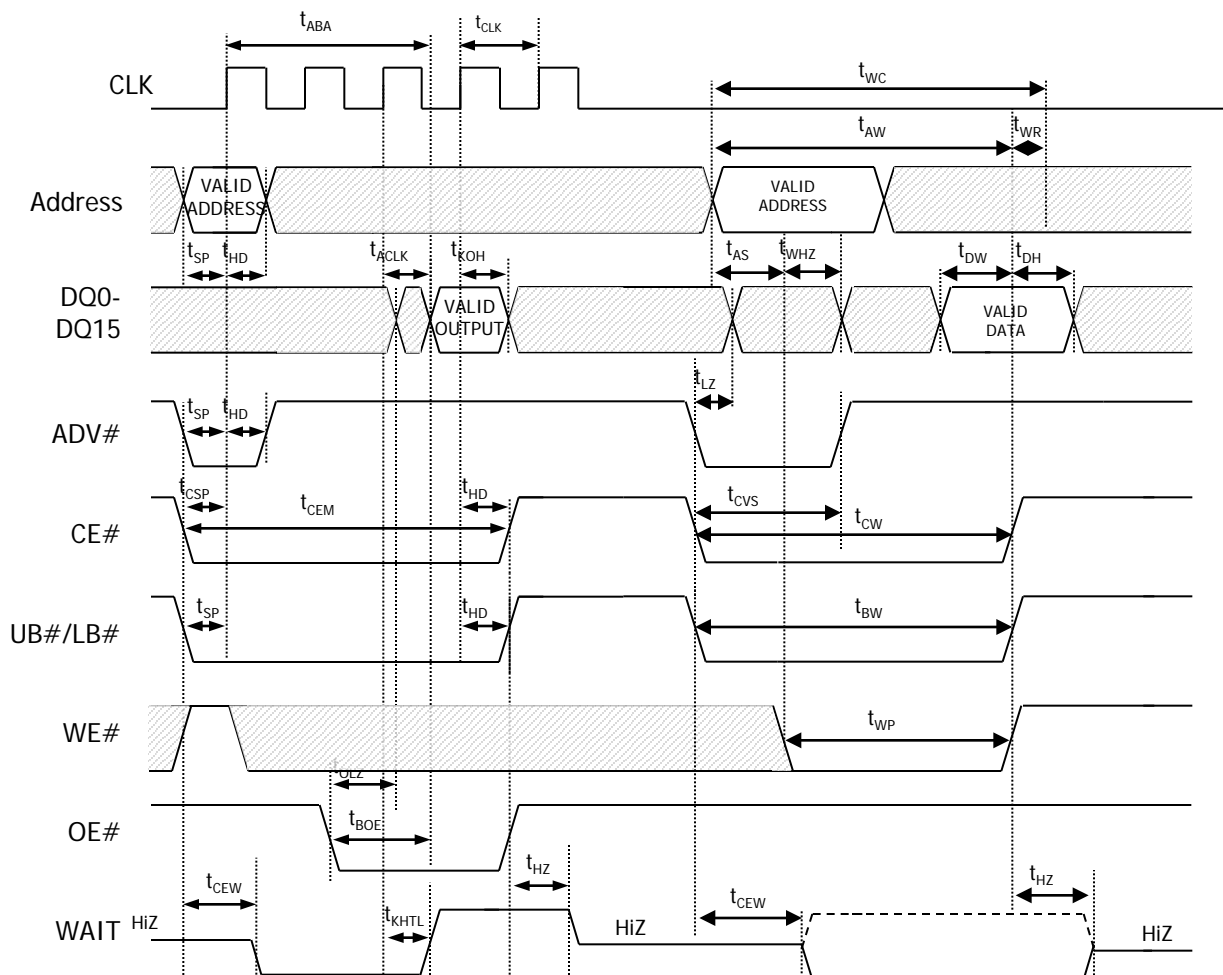 tABA
tCLK
CLK
tWC
tAW
tWR
Address
VALID
ADDRESS
VALID
ADDRESS
tSP
tHD
tACLK
tKOH
tAS
tWHZ
tDW
tDH
DQ0-
DQ15
VALID
OUTPUT
VALID
DATA
tLZ
ADV#
tSP
tHD
CE#
tCSP
tCEM
tHD
tCVS
tCW
UB#/LB#
tSP
tHD
tBW
WE#
tWP
tOLZ
OE#
tBOE
tHZ
tCEW
tCEW
tHZ
WAIT
HiZ
tKHTL
HiZ
HiZ